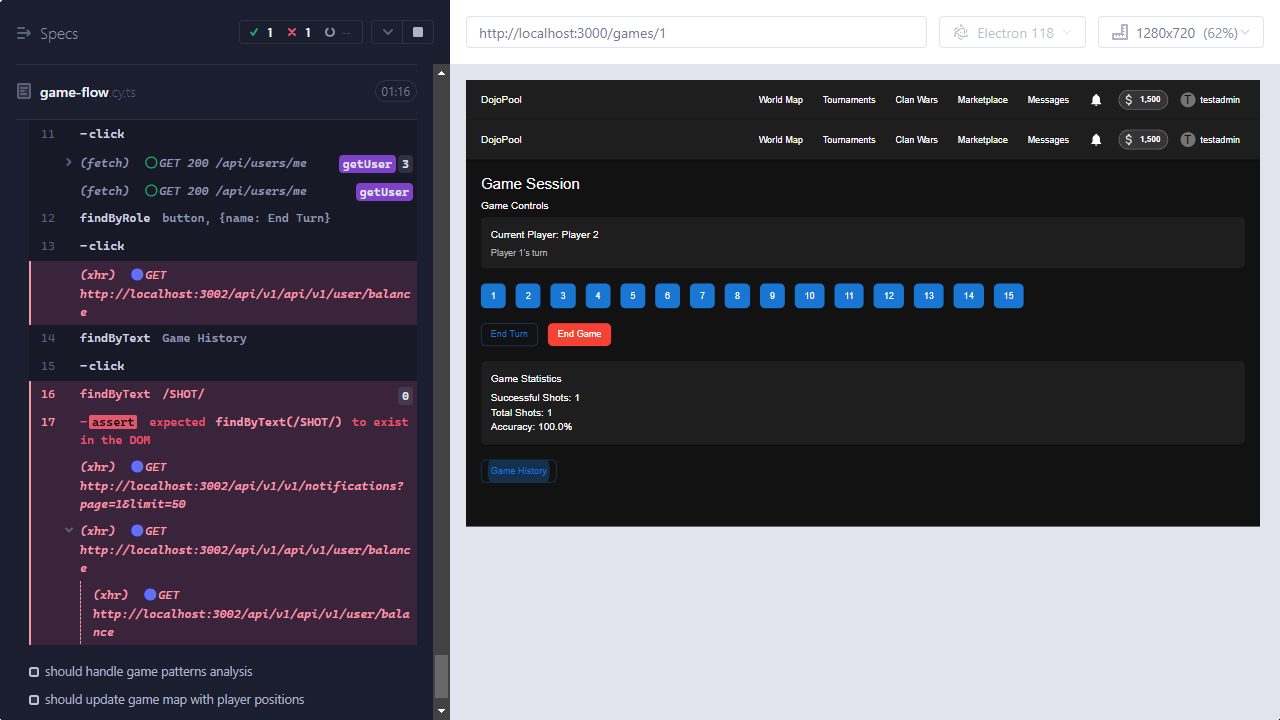 Specs
1 1 --
game-flow.cy.ts 01:16
11 -click
(fetch) GET 200 /api/users/me getUser 3
(fetch) GET 200 /api/users/me getUser
12 findByRole button, {name: End Turn}
13 -click
(xhr) GET
http://localhost:3002/api/v1/api/v1/user/balanc
e
14 findByText Game History
15 -click
16 findByText /SHOT/ 0
17 -assert expected findByText(/SHOT/) to exist
in the DOM
(xhr) GET
http://localhost:3002/api/v1/v1/notifications?
page=1&limit=50
(xhr) GET
http://localhost:3002/api/v1/api/v1/user/balanc
e
(xhr) GET
http://localhost:3002/api/v1/api/v1/user/bala
nce
should handle game patterns analysis
should update game map with player positions
http://localhost:3000/games/1
Electron 118
1280x720 (62%)
DojoPool World Map Tournaments Clan Wars Marketplace Messages $ 1,500 T testadmin
DojoPool World Map Tournaments Clan Wars Marketplace Messages $ 1,500 T testadmin
Game Session
Game Controls
Current Player: Player 2
Player 1's turn
1 2 3 4 5 6 7 8 9 10 11 12 13 14 15
End Turn End Game
Game Statistics
Successful Shots: 1
Total Shots: 1
Accuracy: 100.0%
Game History